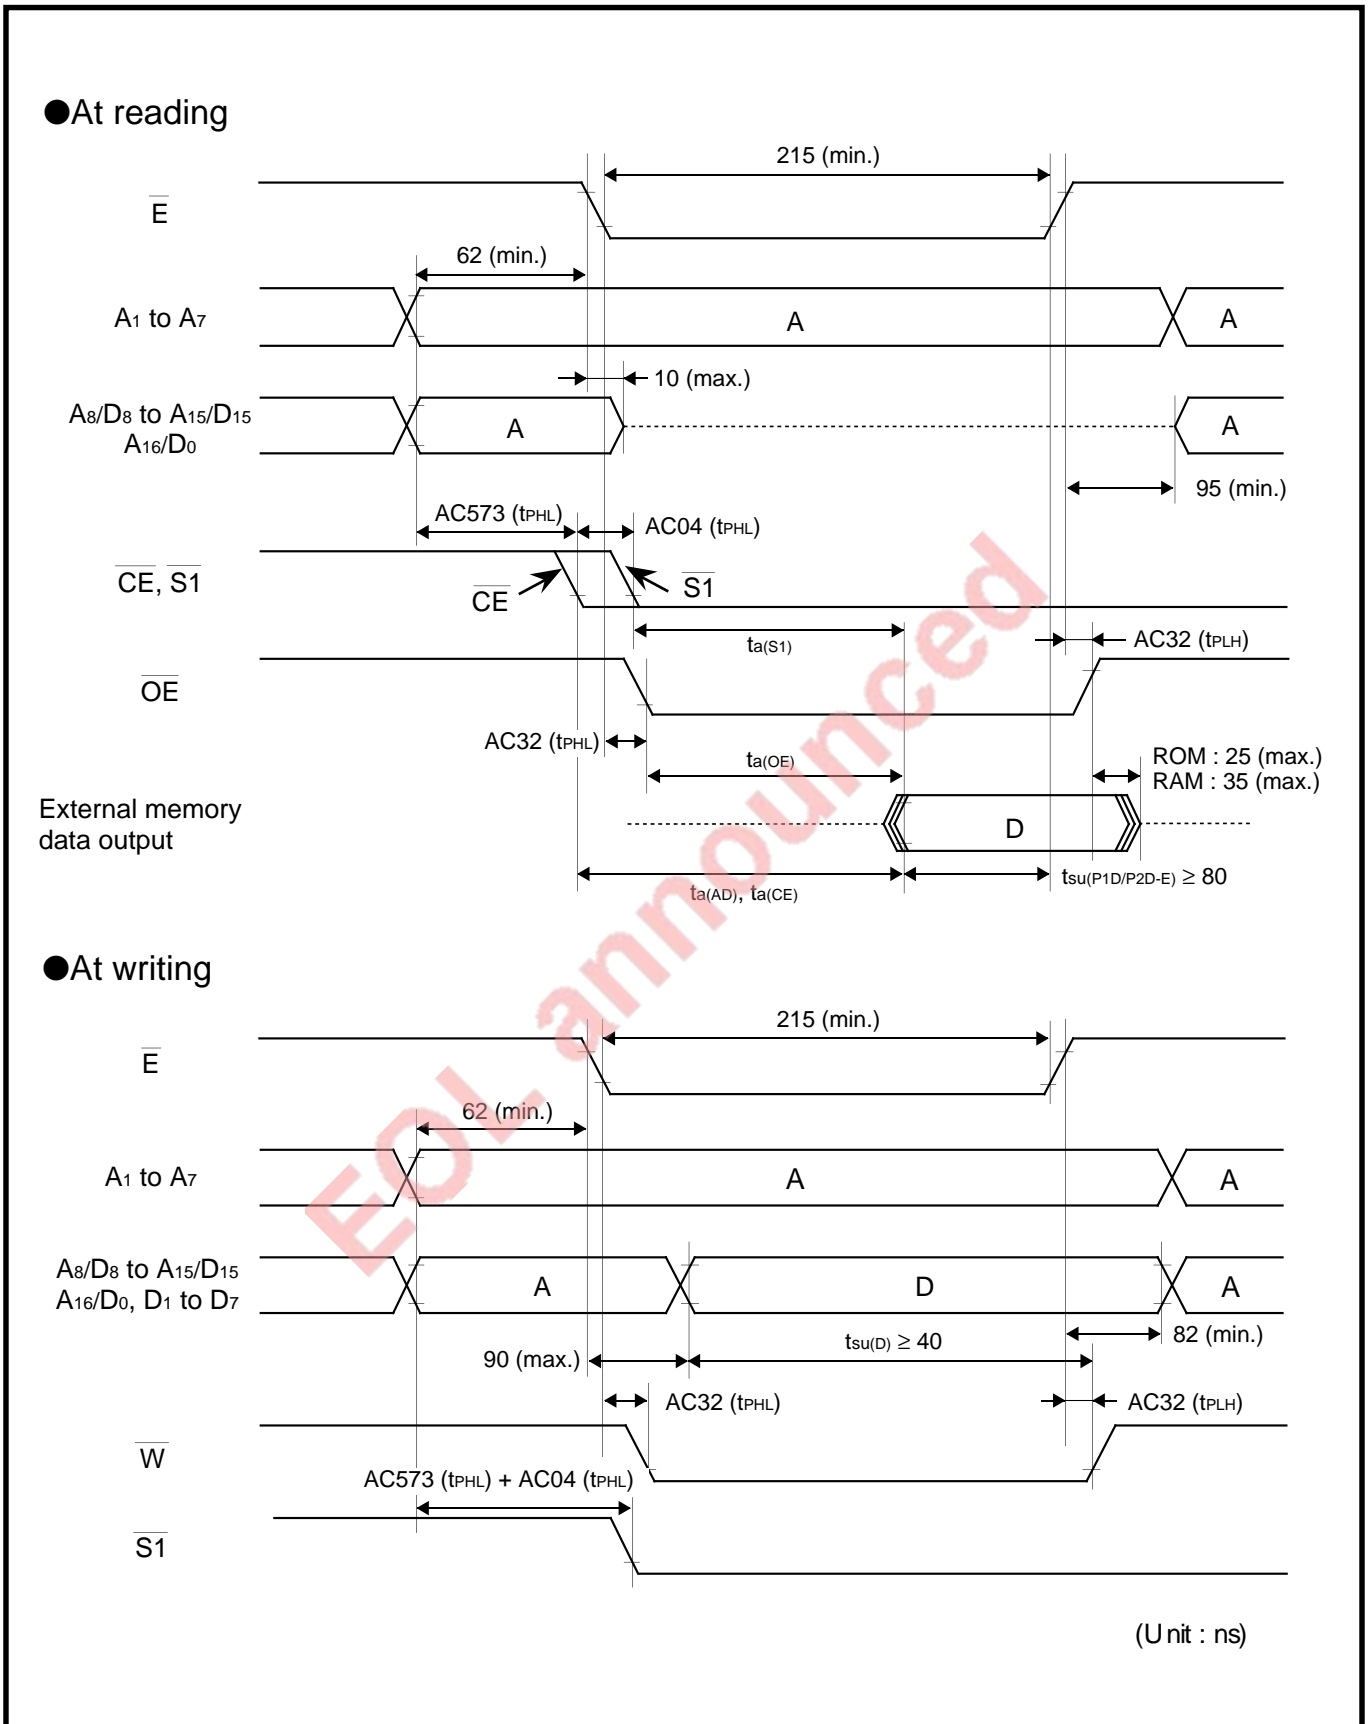 ●At reading
215 (min.)
E
62 (min.)
A1 to A7
A
A
10 (max.)
A8/D8 to A15/D15
A16/D0
A
A
95 (min.)
AC573 (tPHL)
AC04 (tPHL)
CE, S1
CE
S1
ta(S1)
AC32 (tPLH)
OE
AC32 (tPHL)
ta(OE)
ROM : 25 (max.)
RAM : 35 (max.)
External memory
data output
D
ta(AD), ta(CE)
tsu(P1D/P2D-E) ≥ 80
●At writing
215 (min.)
E
62 (min.)
A1 to A7
A
A
A8/D8 to A15/D15
A16/D0, D1 to D7
A
D
A
82 (min.)
90 (max.)
tsu(D) ≥ 40
AC32 (tPHL)
AC32 (tPLH)
W
AC573 (tPHL) + AC04 (tPHL)
S1
(Unit : ns)
EOL announced